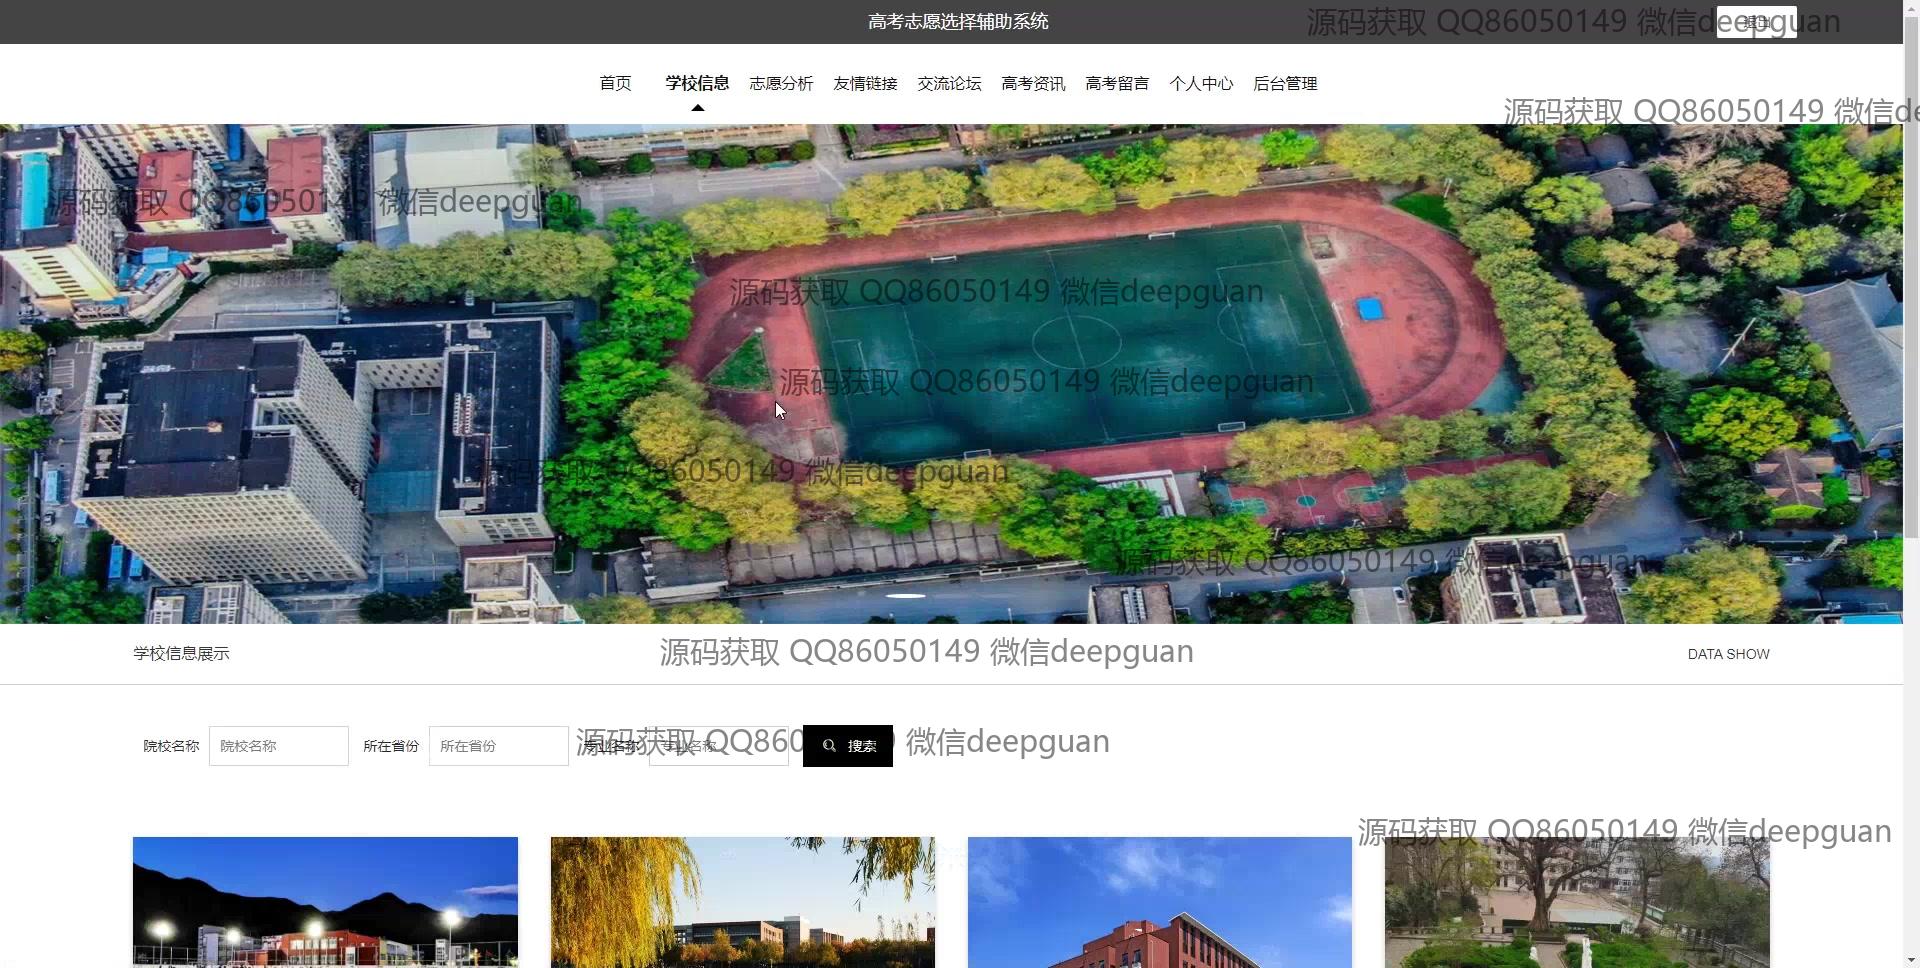 高考志愿选择辅助系统
源码获取 QQ86050149 微信deepguan
退出
首页 学校信息 志愿分析 友情链接 交流论坛 高考资讯 高考留言 个人中心 后台管理
源码获取 QQ86050149 微信de
源码获取 QQ86050149 微信deepguan
源码获取 QQ86050149 微信deepguan
源码获取 QQ86050149 微信deepguan
源码获取 QQ86050149 微信deepguan
源码获取 QQ86050149 微信deepguan
学校信息展示
源码获取 QQ86050149 微信deepguan
DATA SHOW
院校名称 院校名称 所在省份 所在省份 专业名称 专业名称 搜索
源码获取 QQ860 微信deepguan
源码获取 QQ86050149 微信deepguan